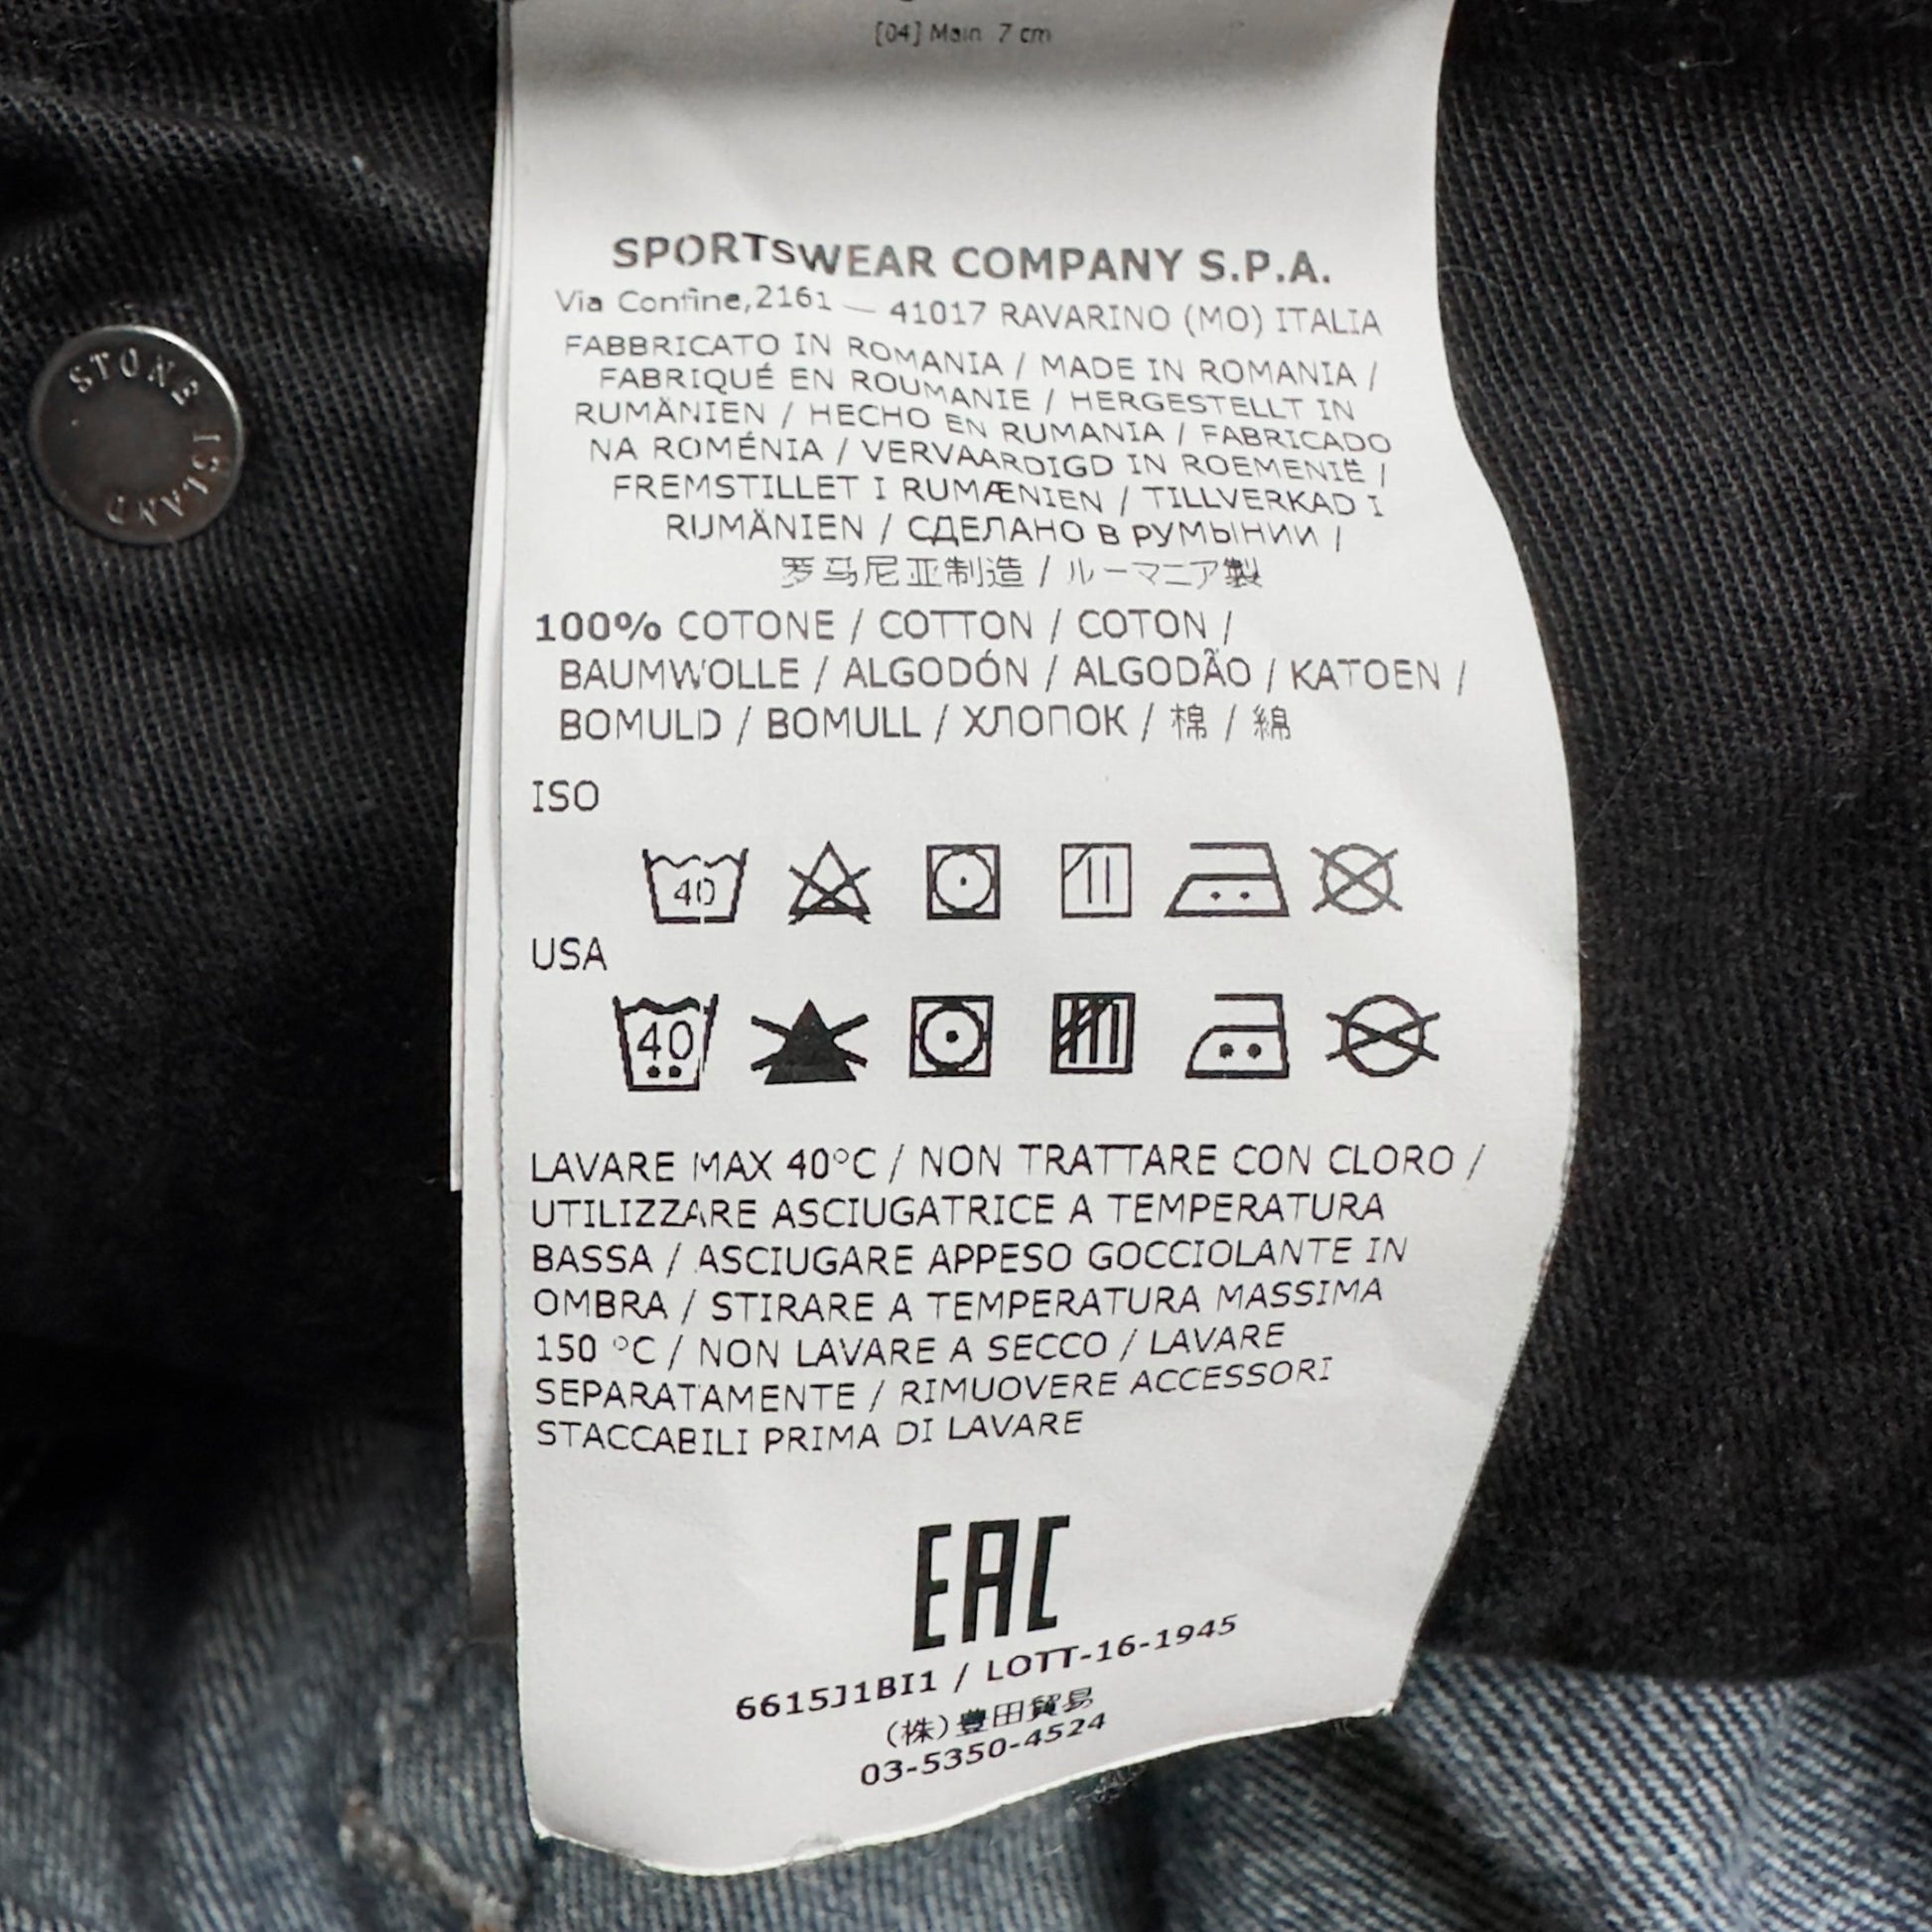 [04] Main 7 cm
STONE ISLAND
SPORTSWEAR COMPANY S.P.A.
Via Confine,2161 — 41017 RAVARINO (MO) ITALIA
FABBRICATO IN ROMANIA / MADE IN ROMANIA /
FABRIQUÉ EN ROUMANIE / HERGESTELLT IN
RUMÄNIEN / HECHO EN RUMANIA / FABRICADO
NA ROMÉNIA / VERVAARDIGD IN ROEMENIË /
FREMSTILLET I RUMÆNIEN / TILLVERKAD I
RUMÄNIEN / СДЕЛАНО В РУМЫНИИ /
罗马尼亚制造 / ルーマニア製
100% COTONE / COTTON / COTON /
BAUMWOLLE / ALGODÓN / ALGODÃO / KATOEN /
BOMULD / BOMULL / ХЛОПОК / 棉 / 綿
ISO
40
USA
40
LAVARE MAX 40°C / NON TRATTARE CON CLORO /
UTILIZZARE ASCIUGATRICE A TEMPERATURA
BASSA / ASCIUGARE APPESO GOCCIOLANTE IN
OMBRA / STIRARE A TEMPERATURA MASSIMA
150 °C / NON LAVARE A SECCO / LAVARE
SEPARATAMENTE / RIMUOVERE ACCESSORI
STACCABILI PRIMA DI LAVARE
EAC
6615J1BI1 / LOTT-16-1945
(株)豊田貿易
03-5350-4524